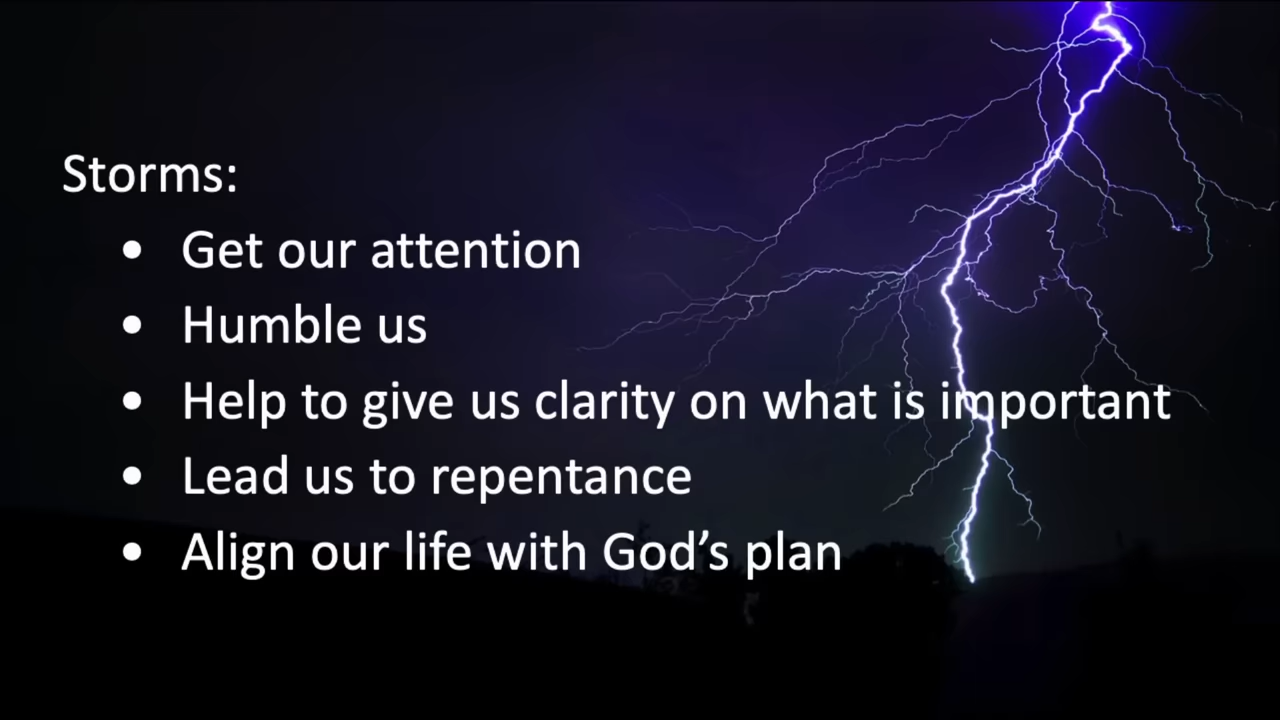 Storms:
• Get our attention
• Humble us
• Help to give us clarity on what is important
• Lead us to repentance
• Align our life with God’s plan